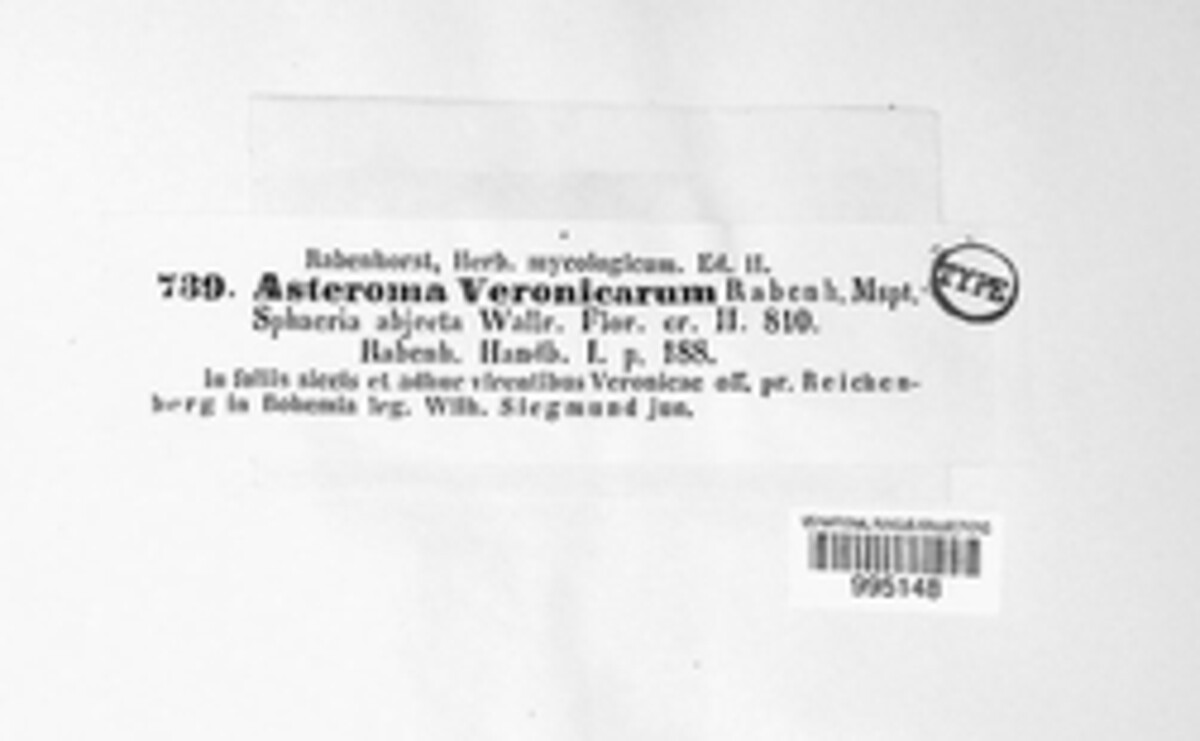 Rabenhorst, Herb. mycologicum. Ed. II.
739. Asteroma Veronicarum Rabenh. Mspt.
TYPE
Sphaeria abjecta Wallr. Flor. cr. II. 810.
Rabenh. Handb. I. p. 188.
In foliis siccis et adhuc virentibus Veronicae off. pr. Reichen-
berg in Bohemia leg. Wilh. Siegmund jun.
995148